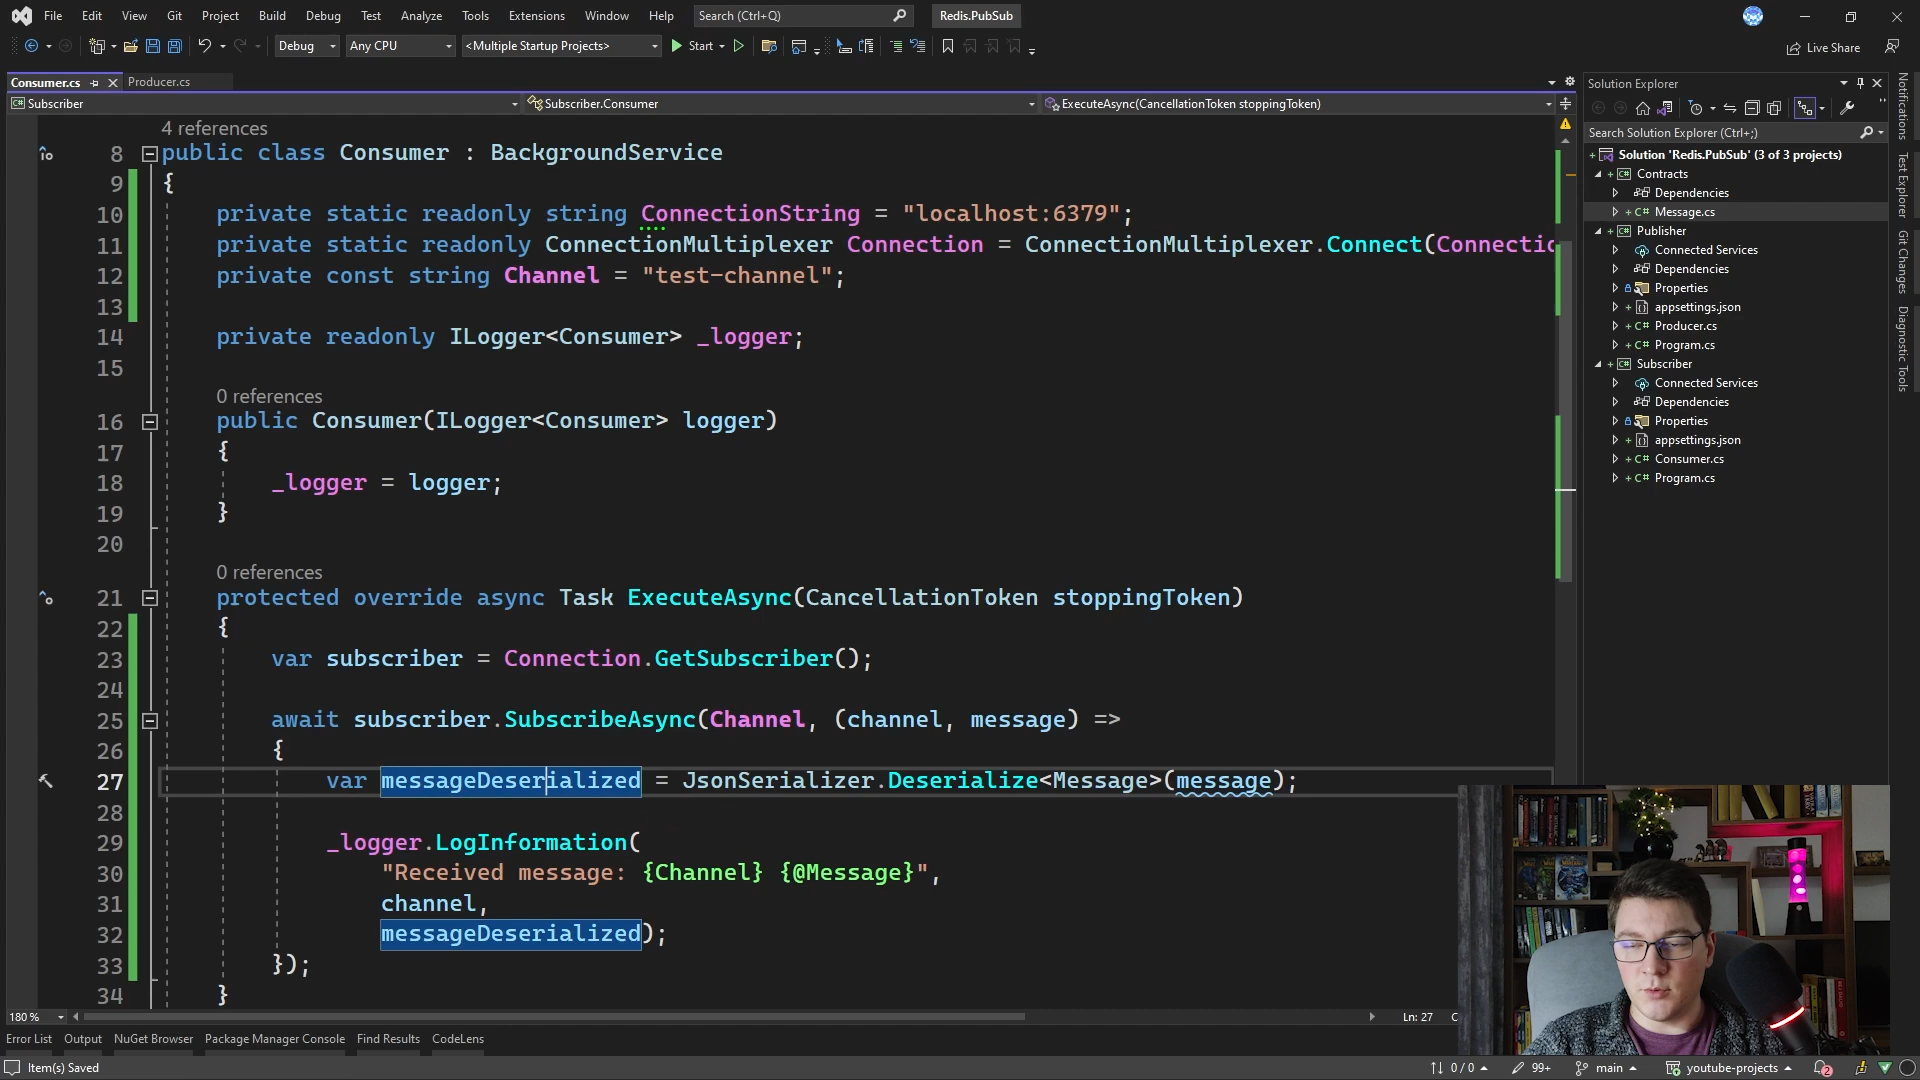 File Edit View Git Project Build Debug Test Analyze Tools Extensions Window Help Search (Ctrl+Q) Redis.PubSub
Debug Any CPU <Multiple Startup Projects> Start Live Share
Consumer.cs Producer.cs
Subscriber Subscriber.Consumer ExecuteAsync(CancellationToken stoppingToken)
4 references
8 public class Consumer : BackgroundService
9 {
10 private static readonly string ConnectionString = "localhost:6379";
11 private static readonly ConnectionMultiplexer Connection = ConnectionMultiplexer.Connect(Connectio
12 private const string Channel = "test-channel";
13
14 private readonly ILogger<Consumer> _logger;
15
0 references
16 public Consumer(ILogger<Consumer> logger)
17 {
18 _logger = logger;
19 }
20
0 references
21 protected override async Task ExecuteAsync(CancellationToken stoppingToken)
22 {
23 var subscriber = Connection.GetSubscriber();
24
25 await subscriber.SubscribeAsync(Channel, (channel, message) =>
26 {
27 var messageDeserialized = JsonSerializer.Deserialize<Message>(message);
28
29 _logger.LogInformation(
30 "Received message: {Channel} {@Message}",
31 channel,
32 messageDeserialized);
33 });
34 }
180 % Ln: 27 C
Error List Output NuGet Browser Package Manager Console Find Results CodeLens
Item(s) Saved 0 / 0 99+ main youtube-projects 2
Solution Explorer
Search Solution Explorer (Ctrl+;)
Solution 'Redis.PubSub' (3 of 3 projects)
Contracts
Dependencies
C# Message.cs
Publisher
Connected Services
Dependencies
Properties
appsettings.json
C# Producer.cs
C# Program.cs
Subscriber
Connected Services
Dependencies
Properties
appsettings.json
C# Consumer.cs
C# Program.cs
Notifications
Test Explorer
Git Changes
Diagnostic Tools